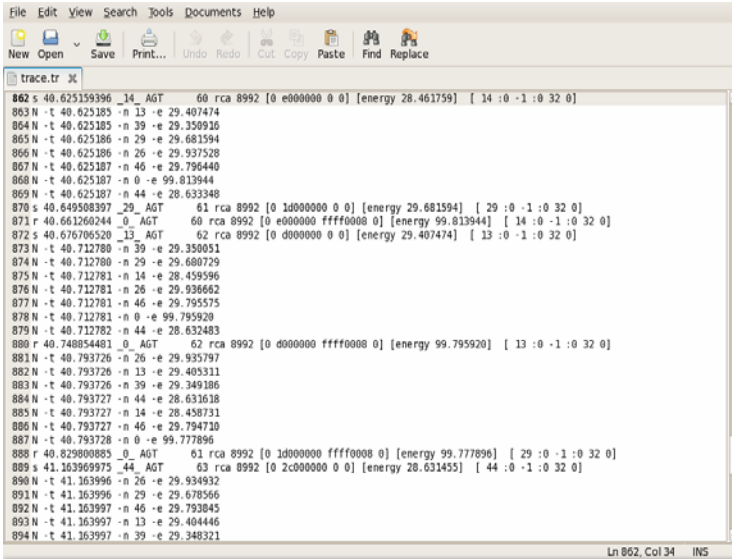 File Edit View Search Tools Documents Help
New Open Save Print... Undo Redo Cut Copy Paste Find Replace
trace.tr
862 s 40.625159396 _14_ AGT 60 rca 8992 [0 e000000 0 0] [energy 28.461759] [ 14 :0 -1 :0 32 0]
863 N -t 40.625185 -n 13 -e 29.407474
864 N -t 40.625185 -n 39 -e 29.350916
865 N -t 40.625186 -n 29 -e 29.681594
866 N -t 40.625186 -n 26 -e 29.937528
867 N -t 40.625187 -n 46 -e 29.796440
868 N -t 40.625187 -n 0 -e 99.813944
869 N -t 40.625187 -n 44 -e 28.633348
870 s 40.649508397 _29_ AGT 61 rca 8992 [0 1d000000 0 0] [energy 29.681594] [ 29 :0 -1 :0 32 0]
871 r 40.661260244 _0_ AGT 60 rca 8992 [0 e000000 ffff0008 0] [energy 99.813944] [ 14 :0 -1 :0 32 0]
872 s 40.676706520 _13_ AGT 62 rca 8992 [0 d000000 0 0] [energy 29.407474] [ 13 :0 -1 :0 32 0]
873 N -t 40.712780 -n 39 -e 29.350051
874 N -t 40.712780 -n 29 -e 29.680729
875 N -t 40.712781 -n 14 -e 28.459596
876 N -t 40.712781 -n 26 -e 29.936662
877 N -t 40.712781 -n 46 -e 29.795575
878 N -t 40.712781 -n 0 -e 99.795920
879 N -t 40.712782 -n 44 -e 28.632483
880 r 40.748854481 _0_ AGT 62 rca 8992 [0 d000000 ffff0008 0] [energy 99.795920] [ 13 :0 -1 :0 32 0]
881 N -t 40.793726 -n 26 -e 29.935797
882 N -t 40.793726 -n 13 -e 29.405311
883 N -t 40.793726 -n 39 -e 29.349186
884 N -t 40.793727 -n 44 -e 28.631618
885 N -t 40.793727 -n 14 -e 28.458731
886 N -t 40.793727 -n 46 -e 29.794710
887 N -t 40.793728 -n 0 -e 99.777896
888 r 40.829800885 _0_ AGT 61 rca 8992 [0 1d000000 ffff0008 0] [energy 99.777896] [ 29 :0 -1 :0 32 0]
889 s 41.163969975 _44_ AGT 63 rca 8992 [0 2c000000 0 0] [energy 28.631455] [ 44 :0 -1 :0 32 0]
890 N -t 41.163996 -n 26 -e 29.934932
891 N -t 41.163996 -n 29 -e 29.678566
892 N -t 41.163997 -n 46 -e 29.793845
893 N -t 41.163997 -n 13 -e 29.404446
894 N -t 41.163997 -n 39 -e 29.348321
Ln 862, Col 34 INS